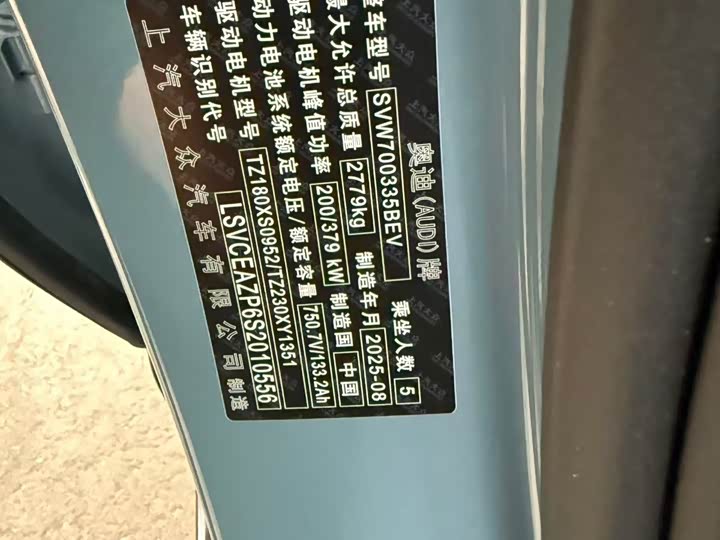 奥迪(AUDI)牌
整车型号 SVW700335BEV 乘坐人数 5
最大允许总质量 2779kg 制造年月 2025-08
驱动电机峰值功率 200/379 kW 制造国 中国
动力电池系统额定电压/额定容量 750.7V/133.2Ah
驱动电机型号 TZ180XS0952/TZ230XY1351
车辆识别代号 LSVCEAZP6S2010556
上汽大众汽车有限公司制造